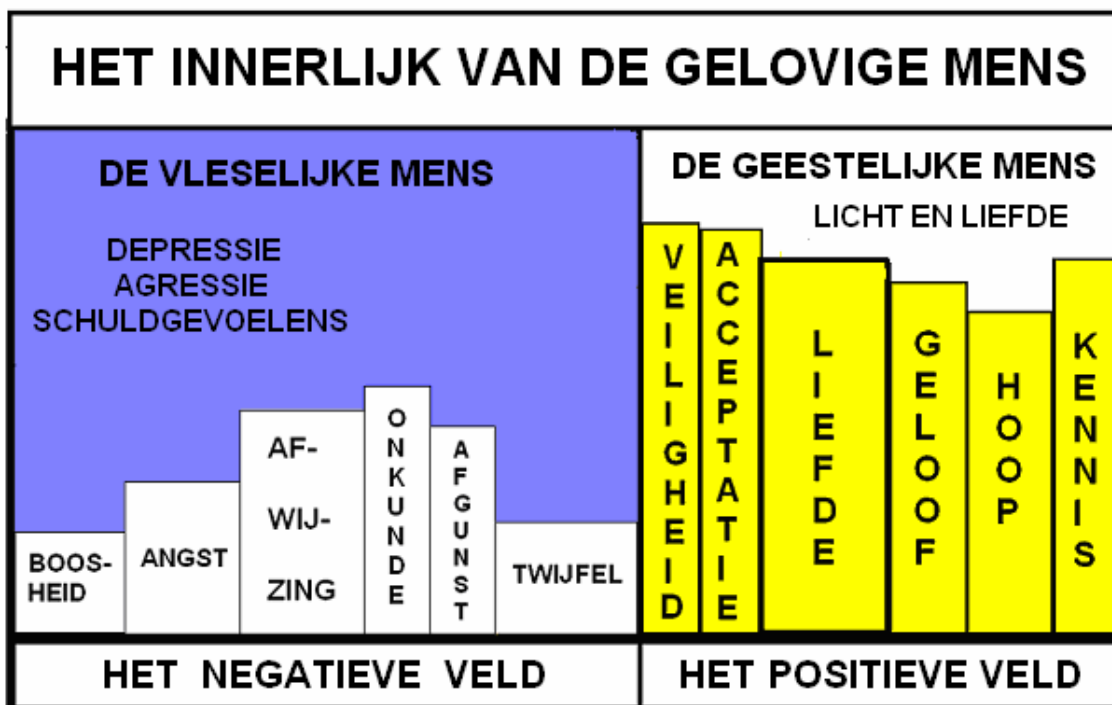 HET INNERLIJK VAN DE GELOVIGE MENS
DE VLESELIJKE MENS
DEPRESSIE
AGRESSIE
SCHULDGEVOELENS
BOOS-
HEID
ANGST
AF-
WIJ-
ZING
ONKUNDE
AFGUNST
TWIJFEL
HET NEGATIEVE VELD
DE GEESTELIJKE MENS
LICHT EN LIEFDE
VEILIGHEID
ACCEPTATIE
LIEFDE
GELOOF
HOOP
KENNIS
HET POSITIEVE VELD